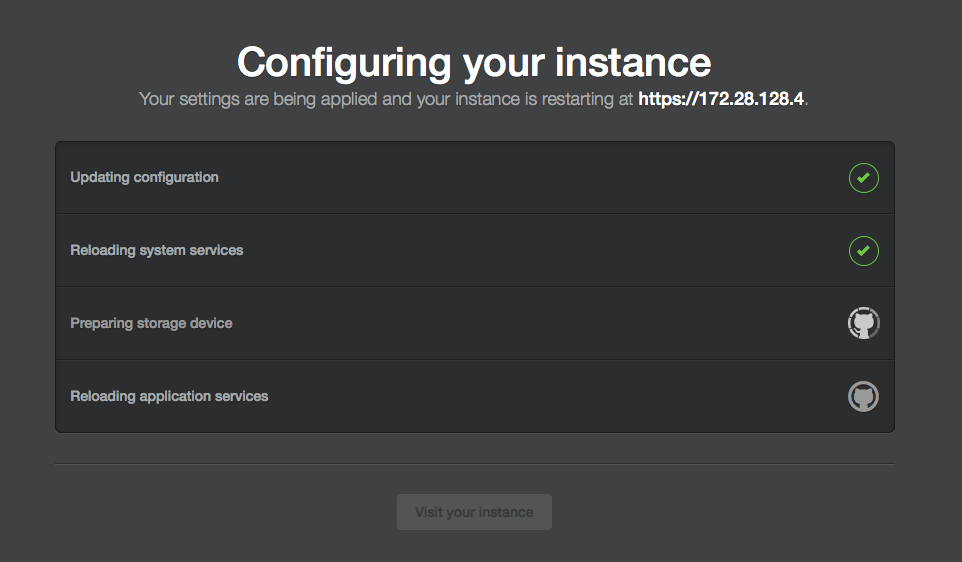 Configuring your instance
Your settings are being applied and your instance is restarting at https://172.28.128.4.
Updating configuration
Reloading system services
Preparing storage device
Reloading application services
Visit your instance